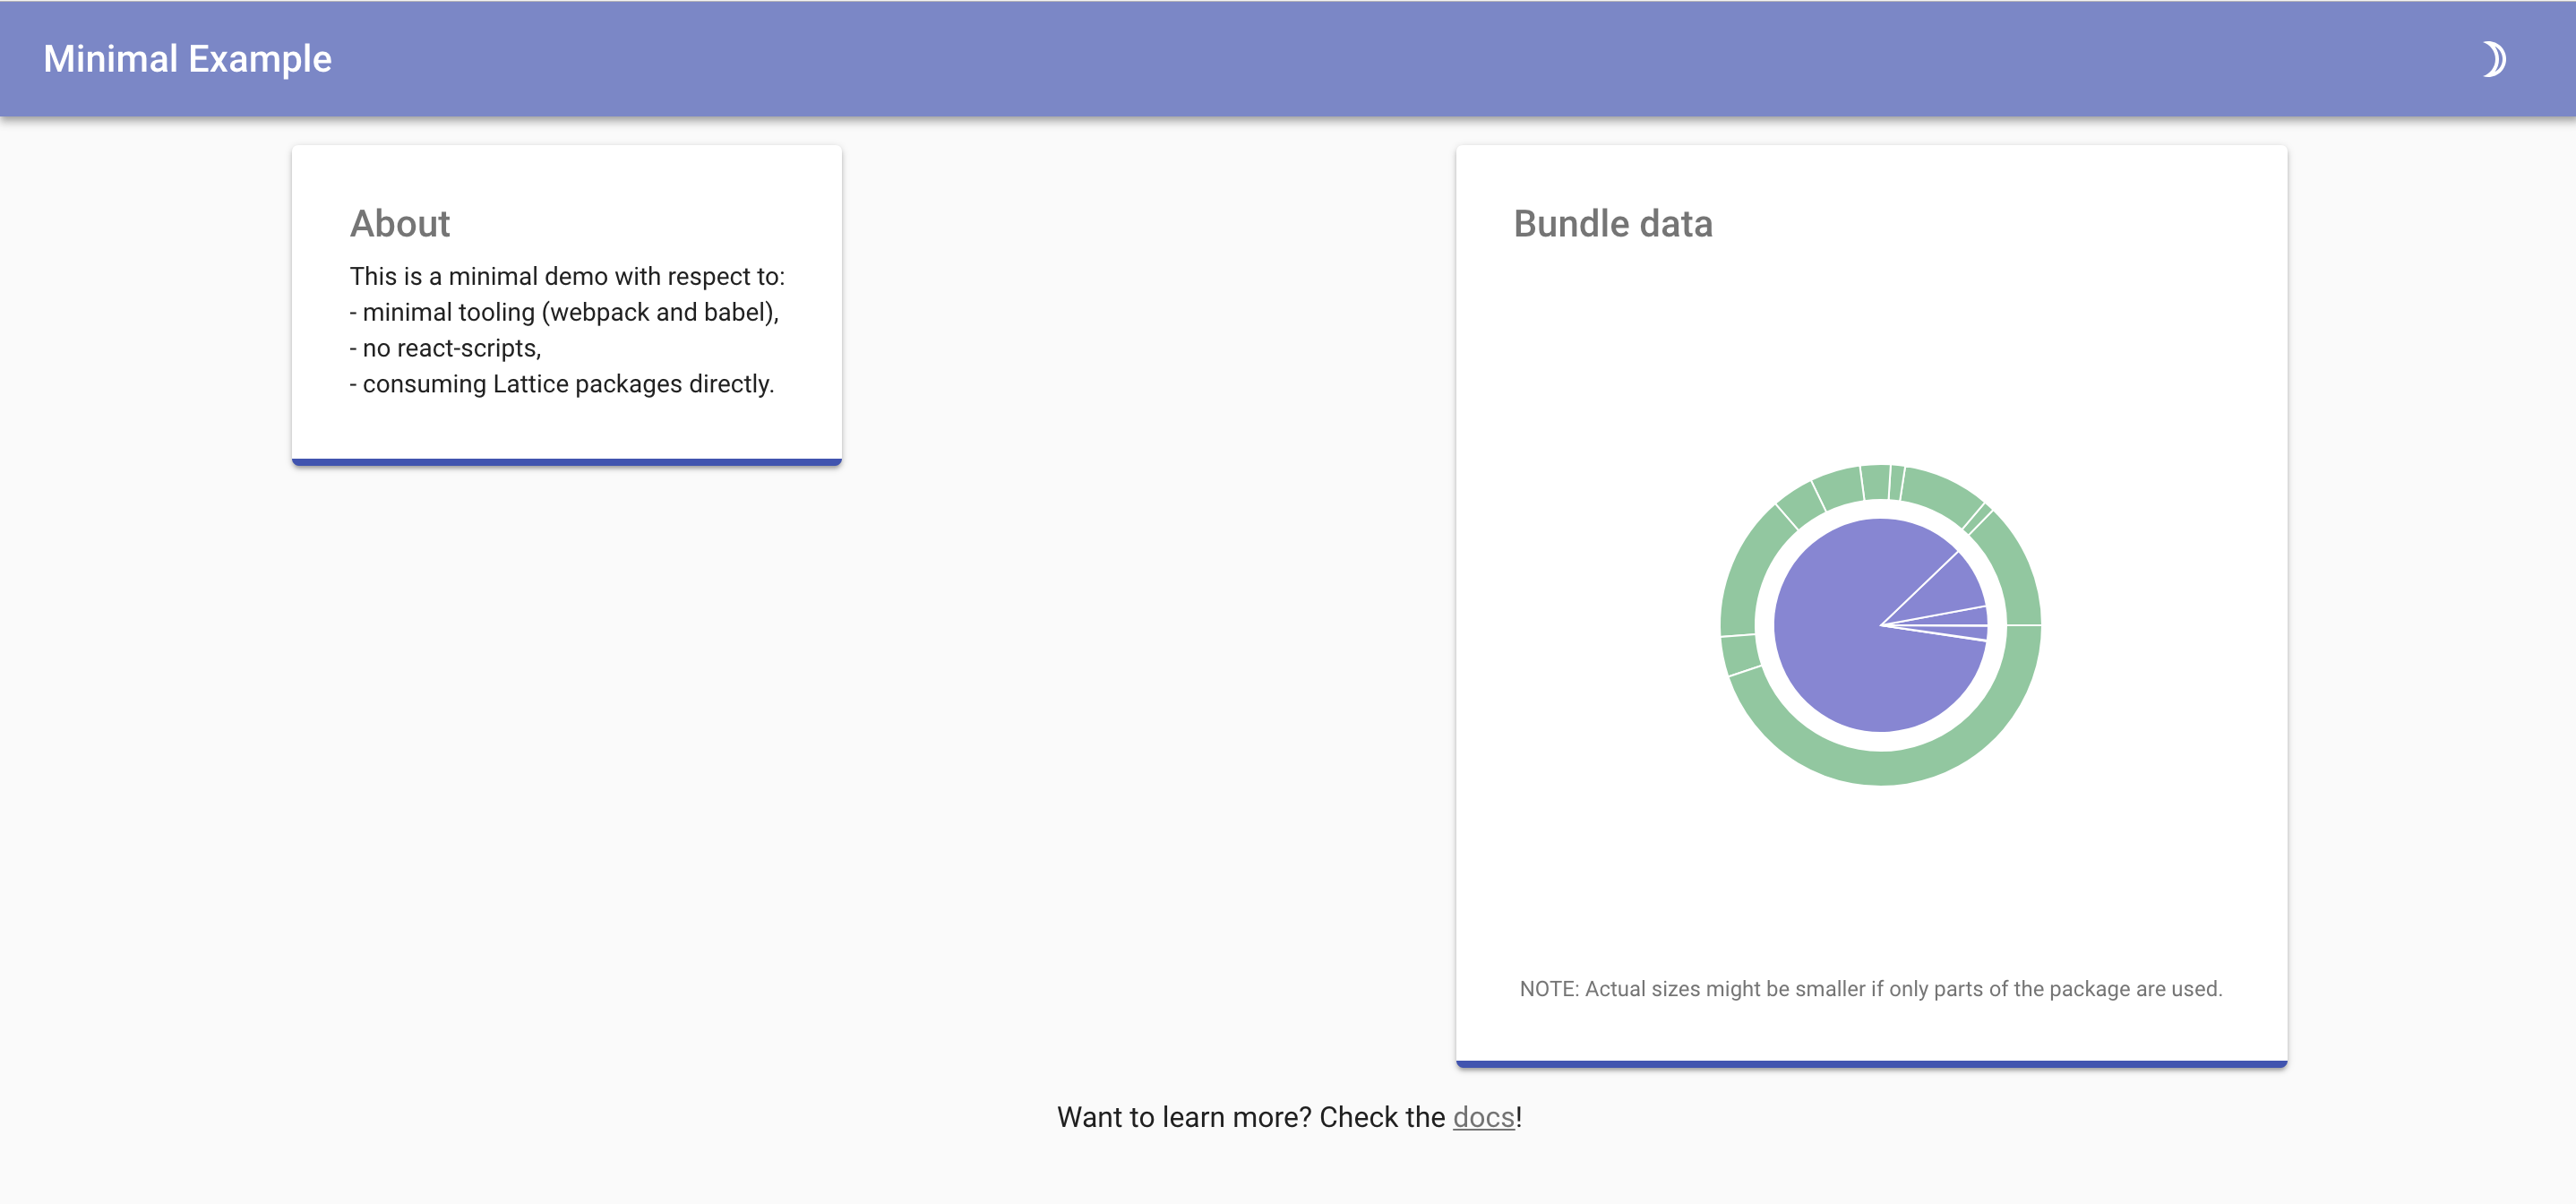 Minimal Example
About
This is a minimal demo with respect to:
- minimal tooling (webpack and babel),
- no react-scripts,
- consuming Lattice packages directly.
Bundle data
NOTE: Actual sizes might be smaller if only parts of the package are used.
Want to learn more? Check the docs!